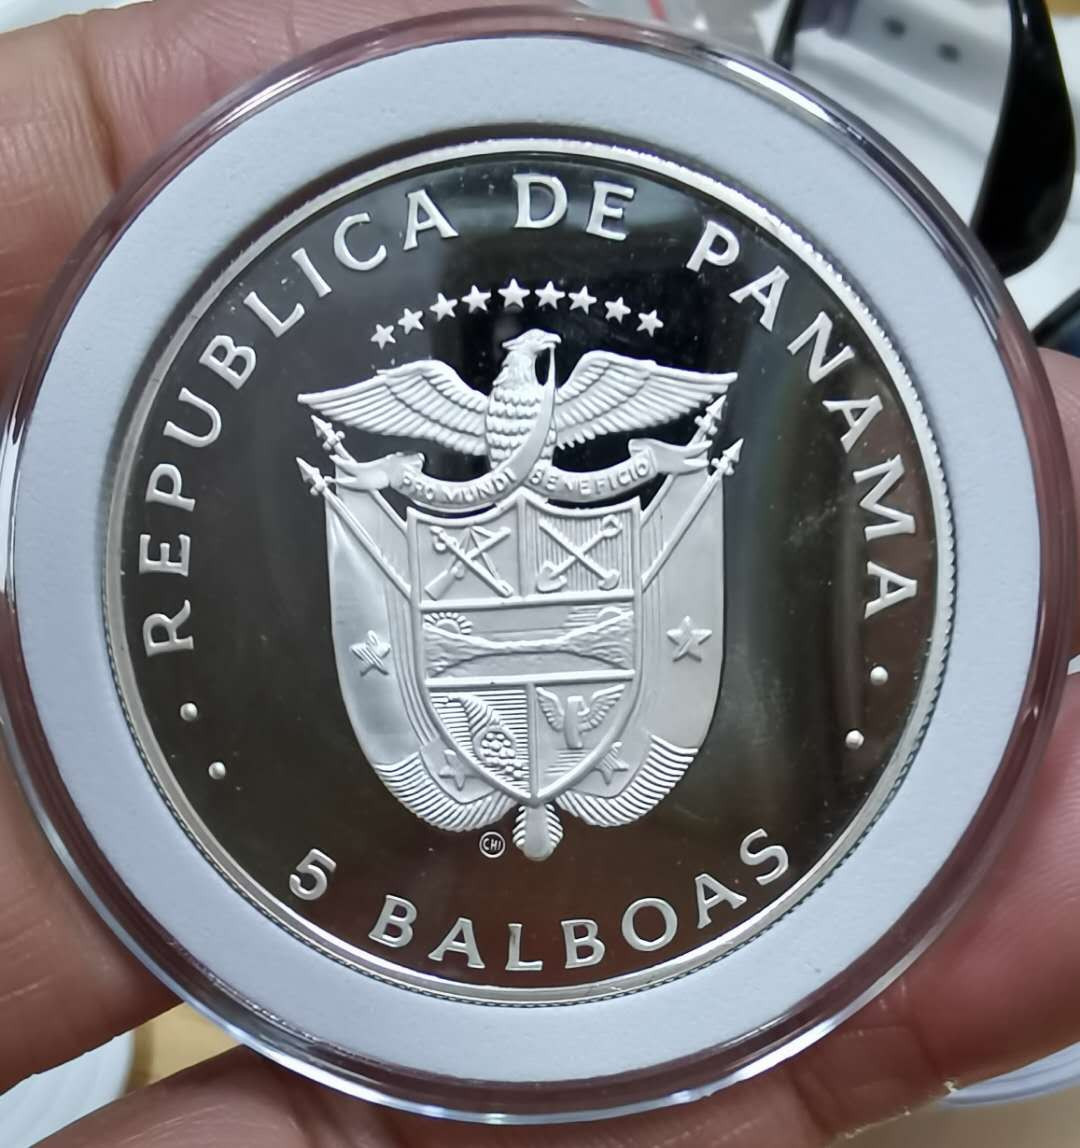 REPUBLICA DE PANAMA
PRO MUNDI BENEFICIO
CHI
5 BALBOAS